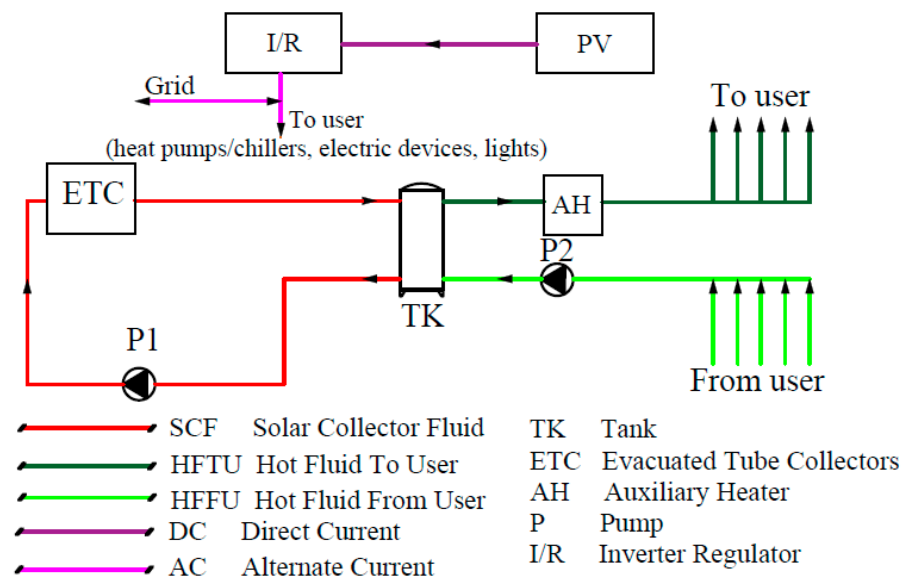 I/R
PV
Grid
To user
To user
(heat pumps/chillers, electric devices, lights)
ETC
AH
P2
TK
P1
From user
SCF Solar Collector Fluid
HFTU Hot Fluid To User
HFFU Hot Fluid From User
DC Direct Current
AC Alternate Current
TK Tank
ETC Evacuated Tube Collectors
AH Auxiliary Heater
P Pump
I/R Inverter Regulator